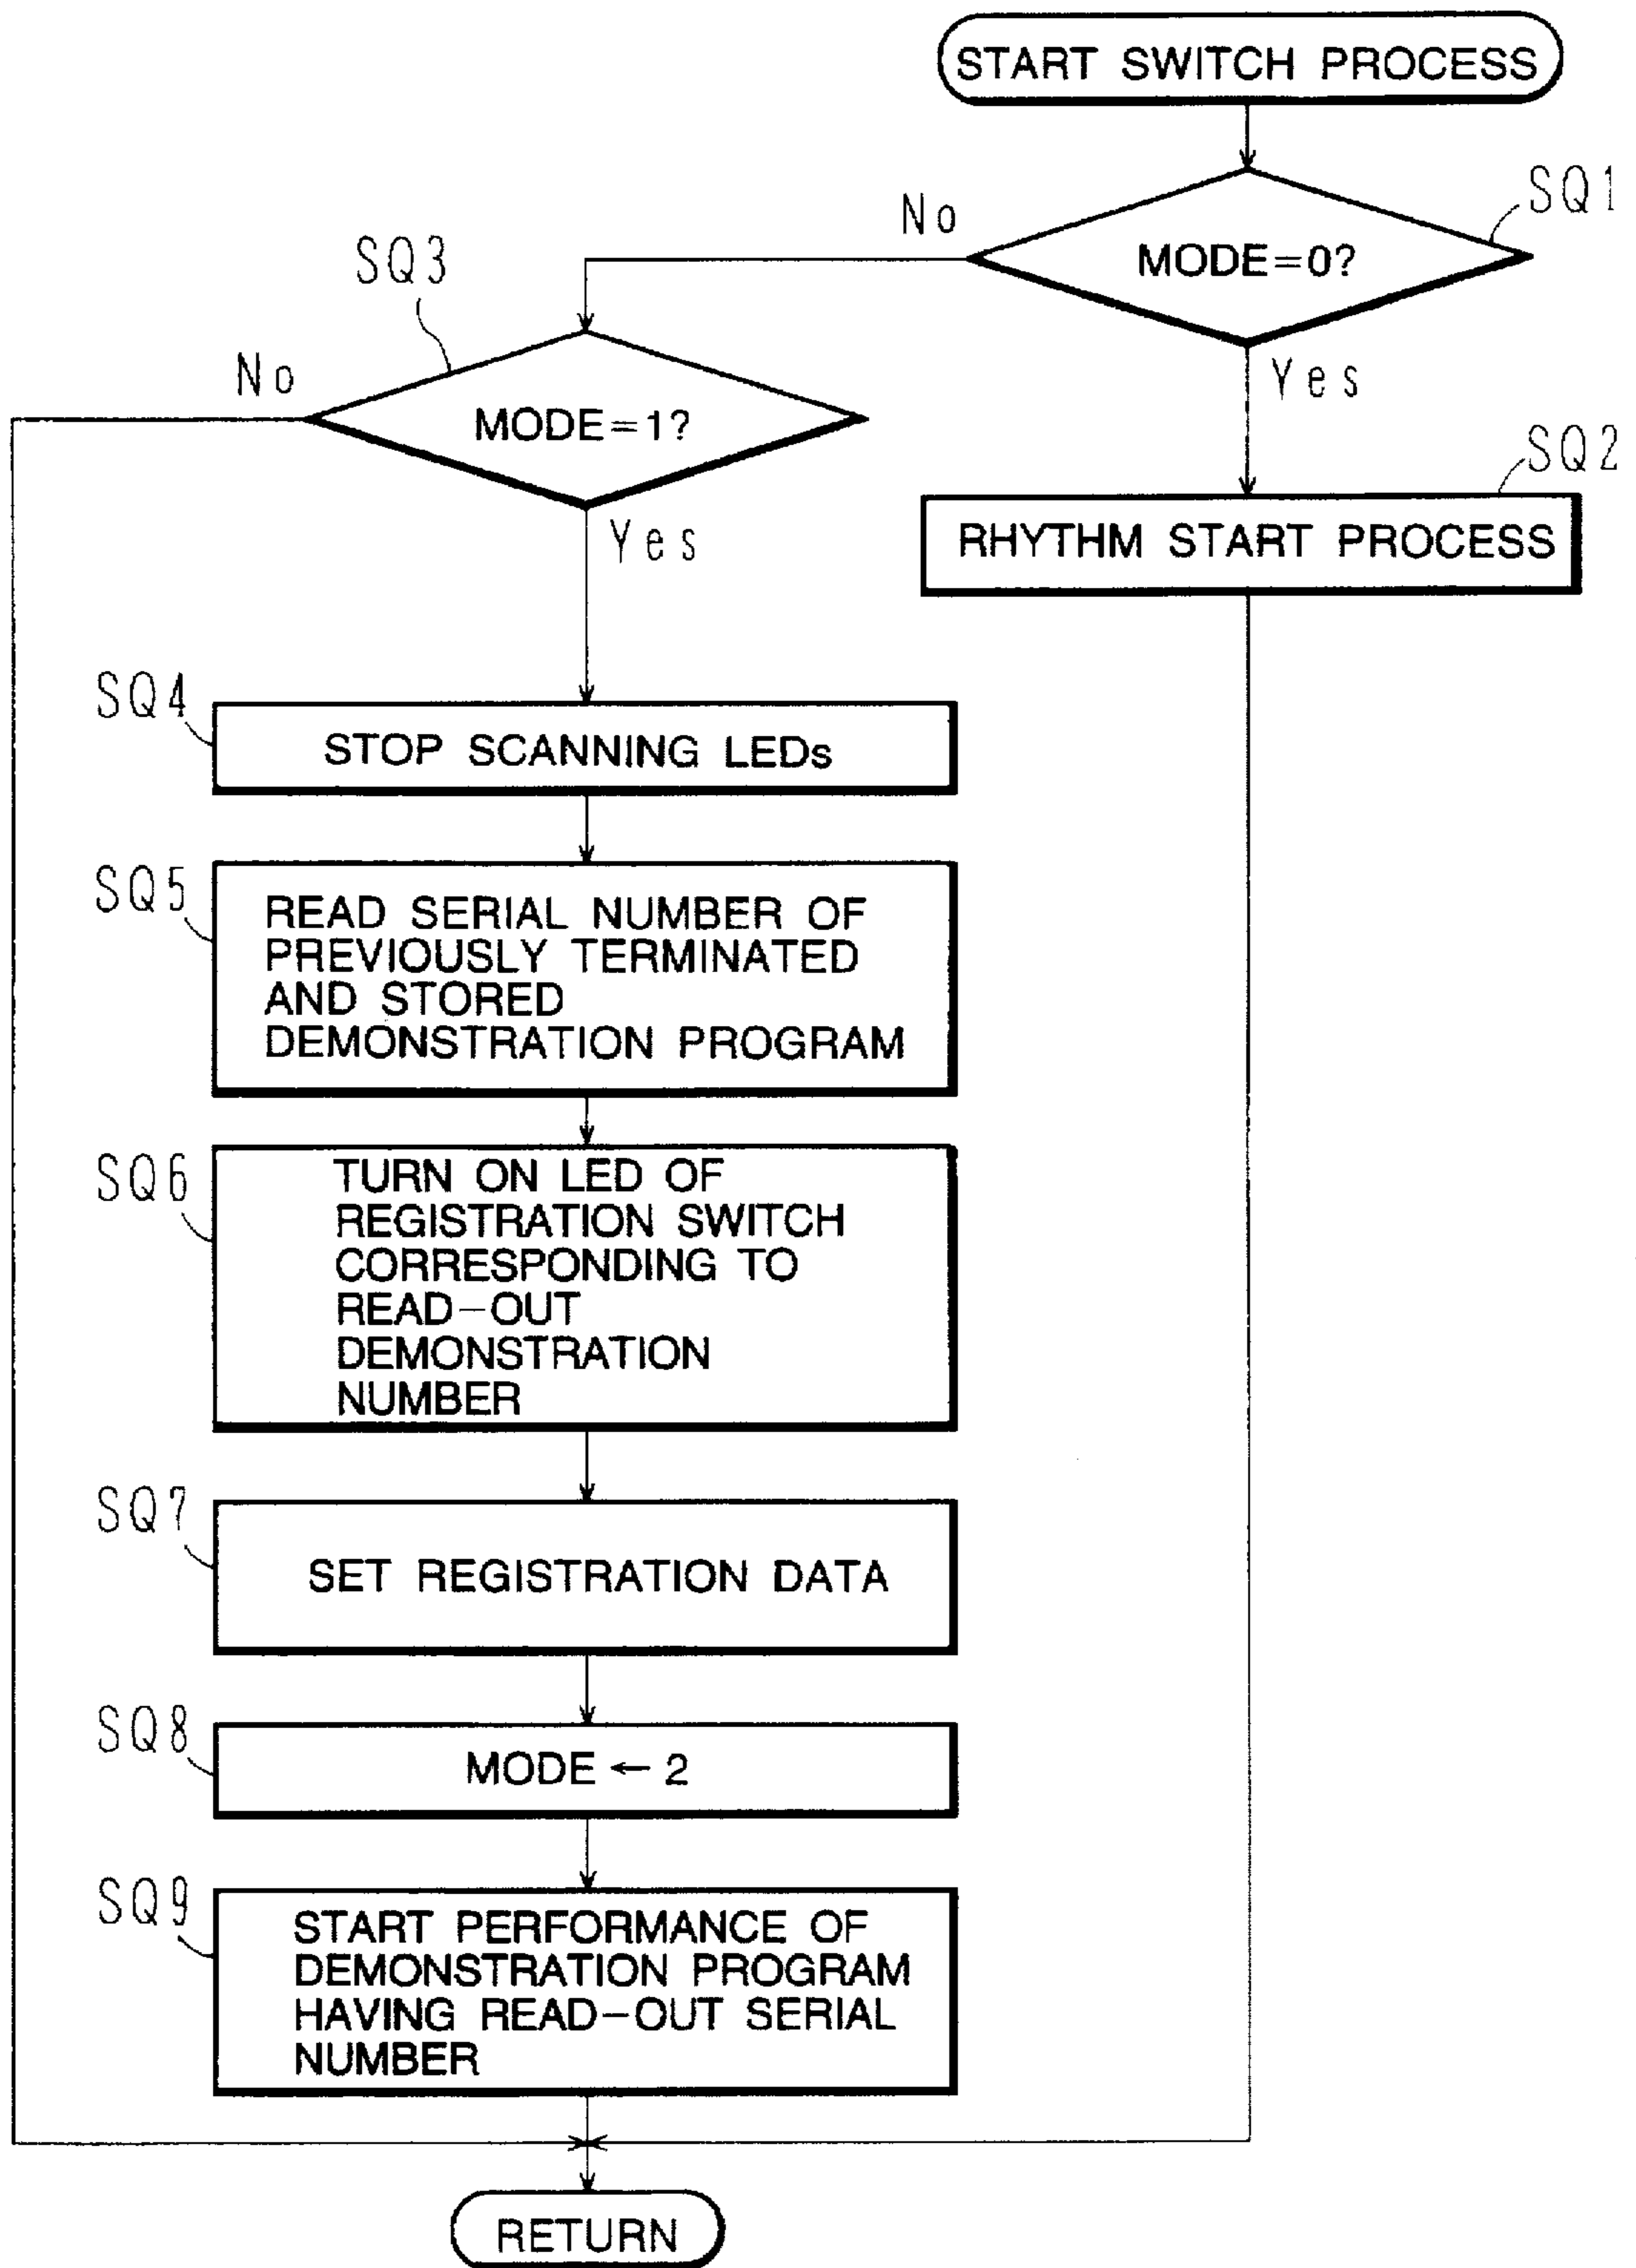 START SWITCH PROCESS
SQ1
MODE=0?
No
Yes
SQ2
RHYTHM START PROCESS
SQ3
MODE=1?
No
Yes
SQ4
STOP SCANNING LEDs
SQ5
READ SERIAL NUMBER OF
PREVIOUSLY TERMINATED
AND STORED
DEMONSTRATION PROGRAM
SQ6
TURN ON LED OF
REGISTRATION SWITCH
CORRESPONDING TO
READ-OUT
DEMONSTRATION
NUMBER
SQ7
SET REGISTRATION DATA
SQ8
MODE ← 2
SQ9
START PERFORMANCE OF
DEMONSTRATION PROGRAM
HAVING READ-OUT SERIAL
NUMBER
RETURN